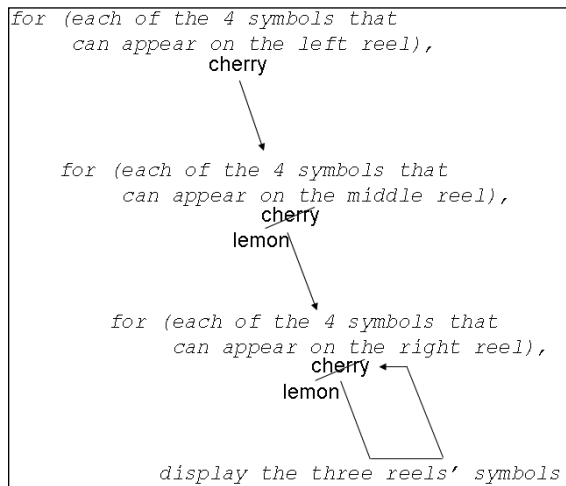 for (each of the 4 symbols that
can appear on the left reel),
cherry
for (each of the 4 symbols that
can appear on the middle reel),
cherry
lemon
for (each of the 4 symbols that
can appear on the right reel),
cherry
lemon
display the three reels' symbols